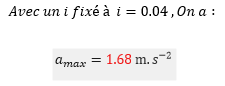 Avec un i fixé à i = 0.04 , On a :
a_max = 1.68 m.s⁻²